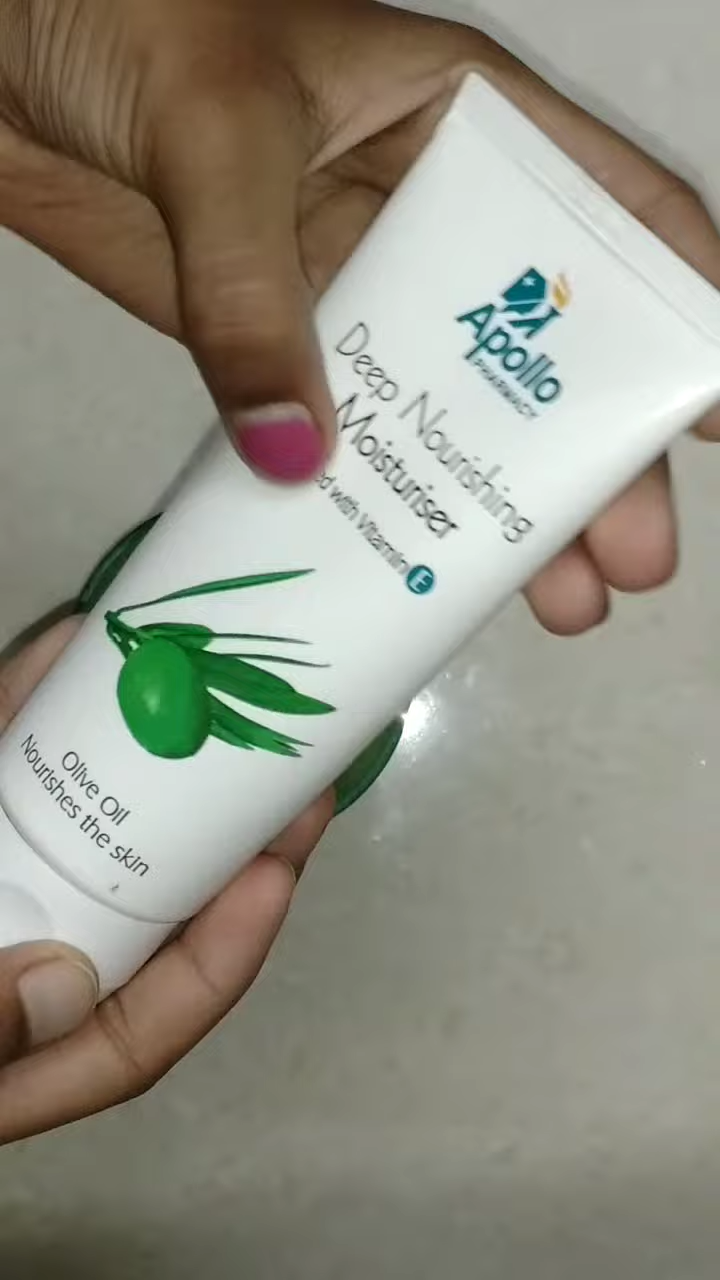 Apollo
PHARMACY
Deep Nourishing
Moisturiser
with Vitamin E
Olive Oil
Nourishes the skin